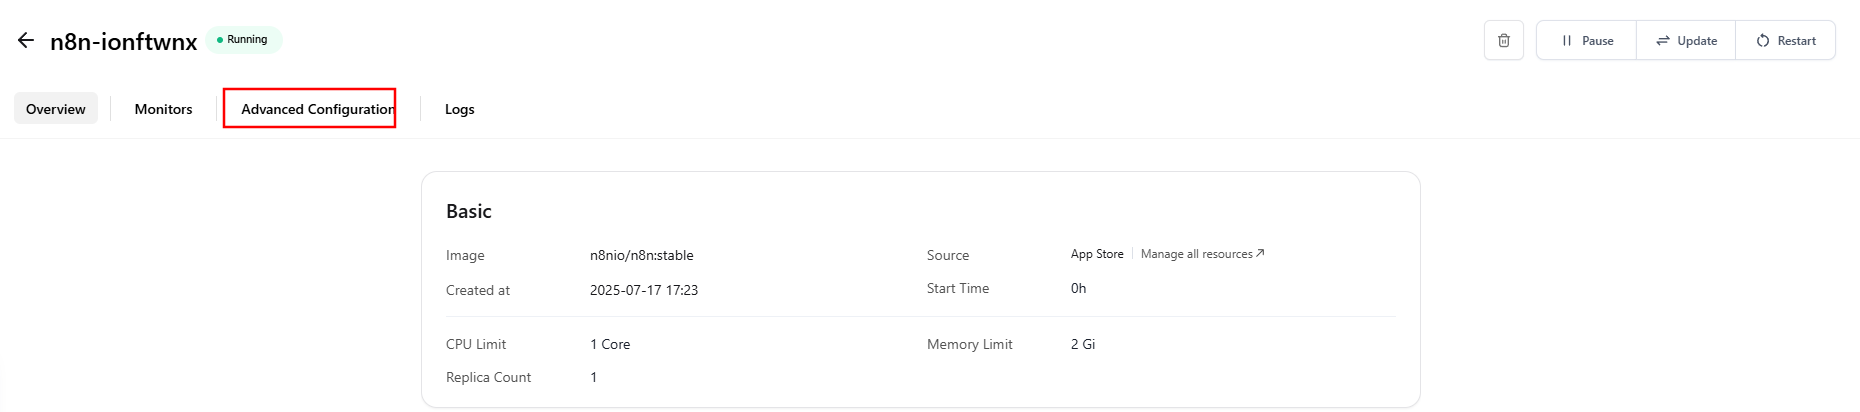 n8n-ionftwnx Running Pause Update Restart
Overview Monitors Advanced Configuration Logs
Basic
Image n8nio/n8n:stable Source App Store Manage all resources
Created at 2025-07-17 17:23 Start Time 0h
CPU Limit 1 Core Memory Limit 2 Gi
Replica Count 1